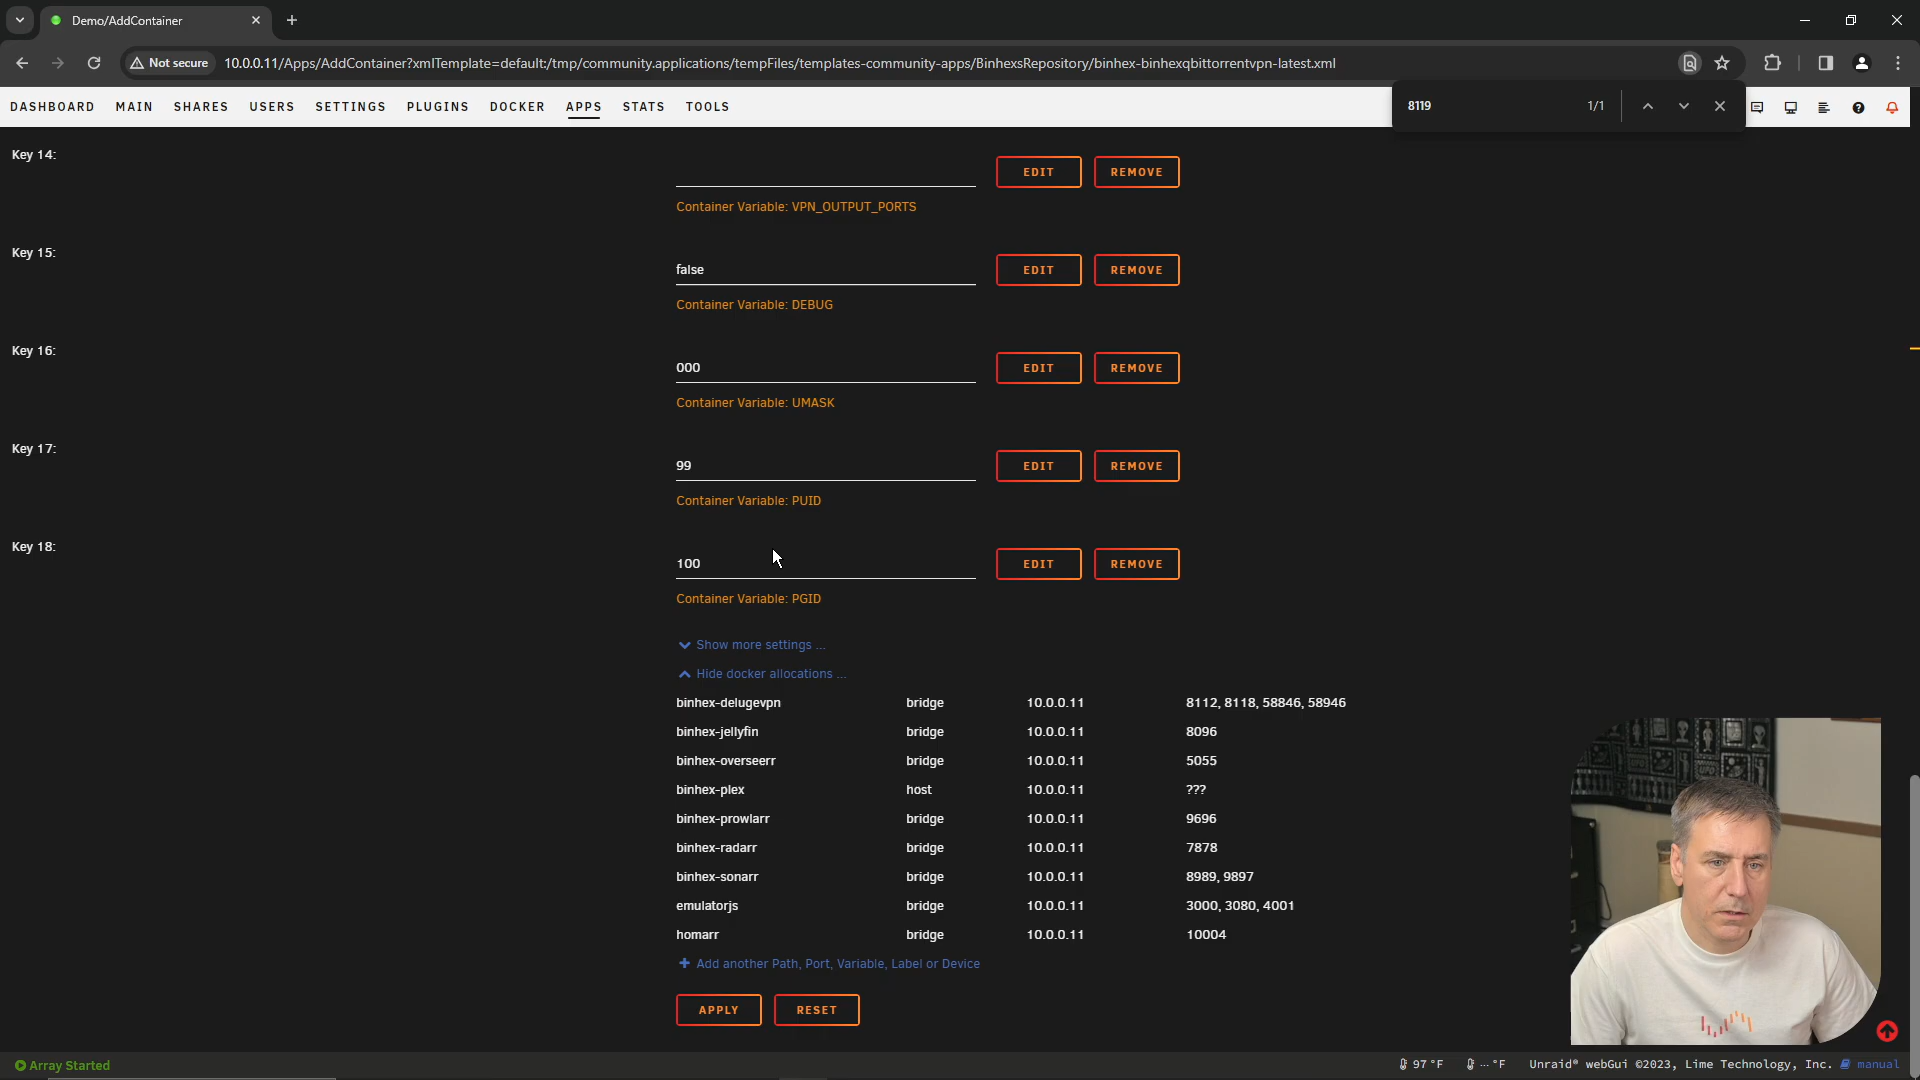 Demo/AddContainer
Not secure
10.0.0.11/Apps/AddContainer?xmlTemplate=default:/tmp/community.applications/tempFiles/templates-community-apps/BinhexsRepository/binhex-binhexqbittorrentvpn-latest.xml
DASHBOARD MAIN SHARES USERS SETTINGS PLUGINS DOCKER APPS STATS TOOLS
8119 1/1
Key 14:
EDIT REMOVE
Container Variable: VPN_OUTPUT_PORTS
Key 15:
false EDIT REMOVE
Container Variable: DEBUG
Key 16:
000 EDIT REMOVE
Container Variable: UMASK
Key 17:
99 EDIT REMOVE
Container Variable: PUID
Key 18:
100 EDIT REMOVE
Container Variable: PGID
Show more settings ...
Hide docker allocations ...
binhex-delugevpn bridge 10.0.0.11 8112, 8118, 58846, 58946
binhex-jellyfin bridge 10.0.0.11 8096
binhex-overseerr bridge 10.0.0.11 5055
binhex-plex host 10.0.0.11 ???
binhex-prowlarr bridge 10.0.0.11 9696
binhex-radarr bridge 10.0.0.11 7878
binhex-sonarr bridge 10.0.0.11 8989, 9897
emulatorjs bridge 10.0.0.11 3000, 3080, 4001
homarr bridge 10.0.0.11 10004
Add another Path, Port, Variable, Label or Device
APPLY RESET
Array Started
97 °F -- °F Unraid® webGui ©2023, Lime Technology, Inc. manual